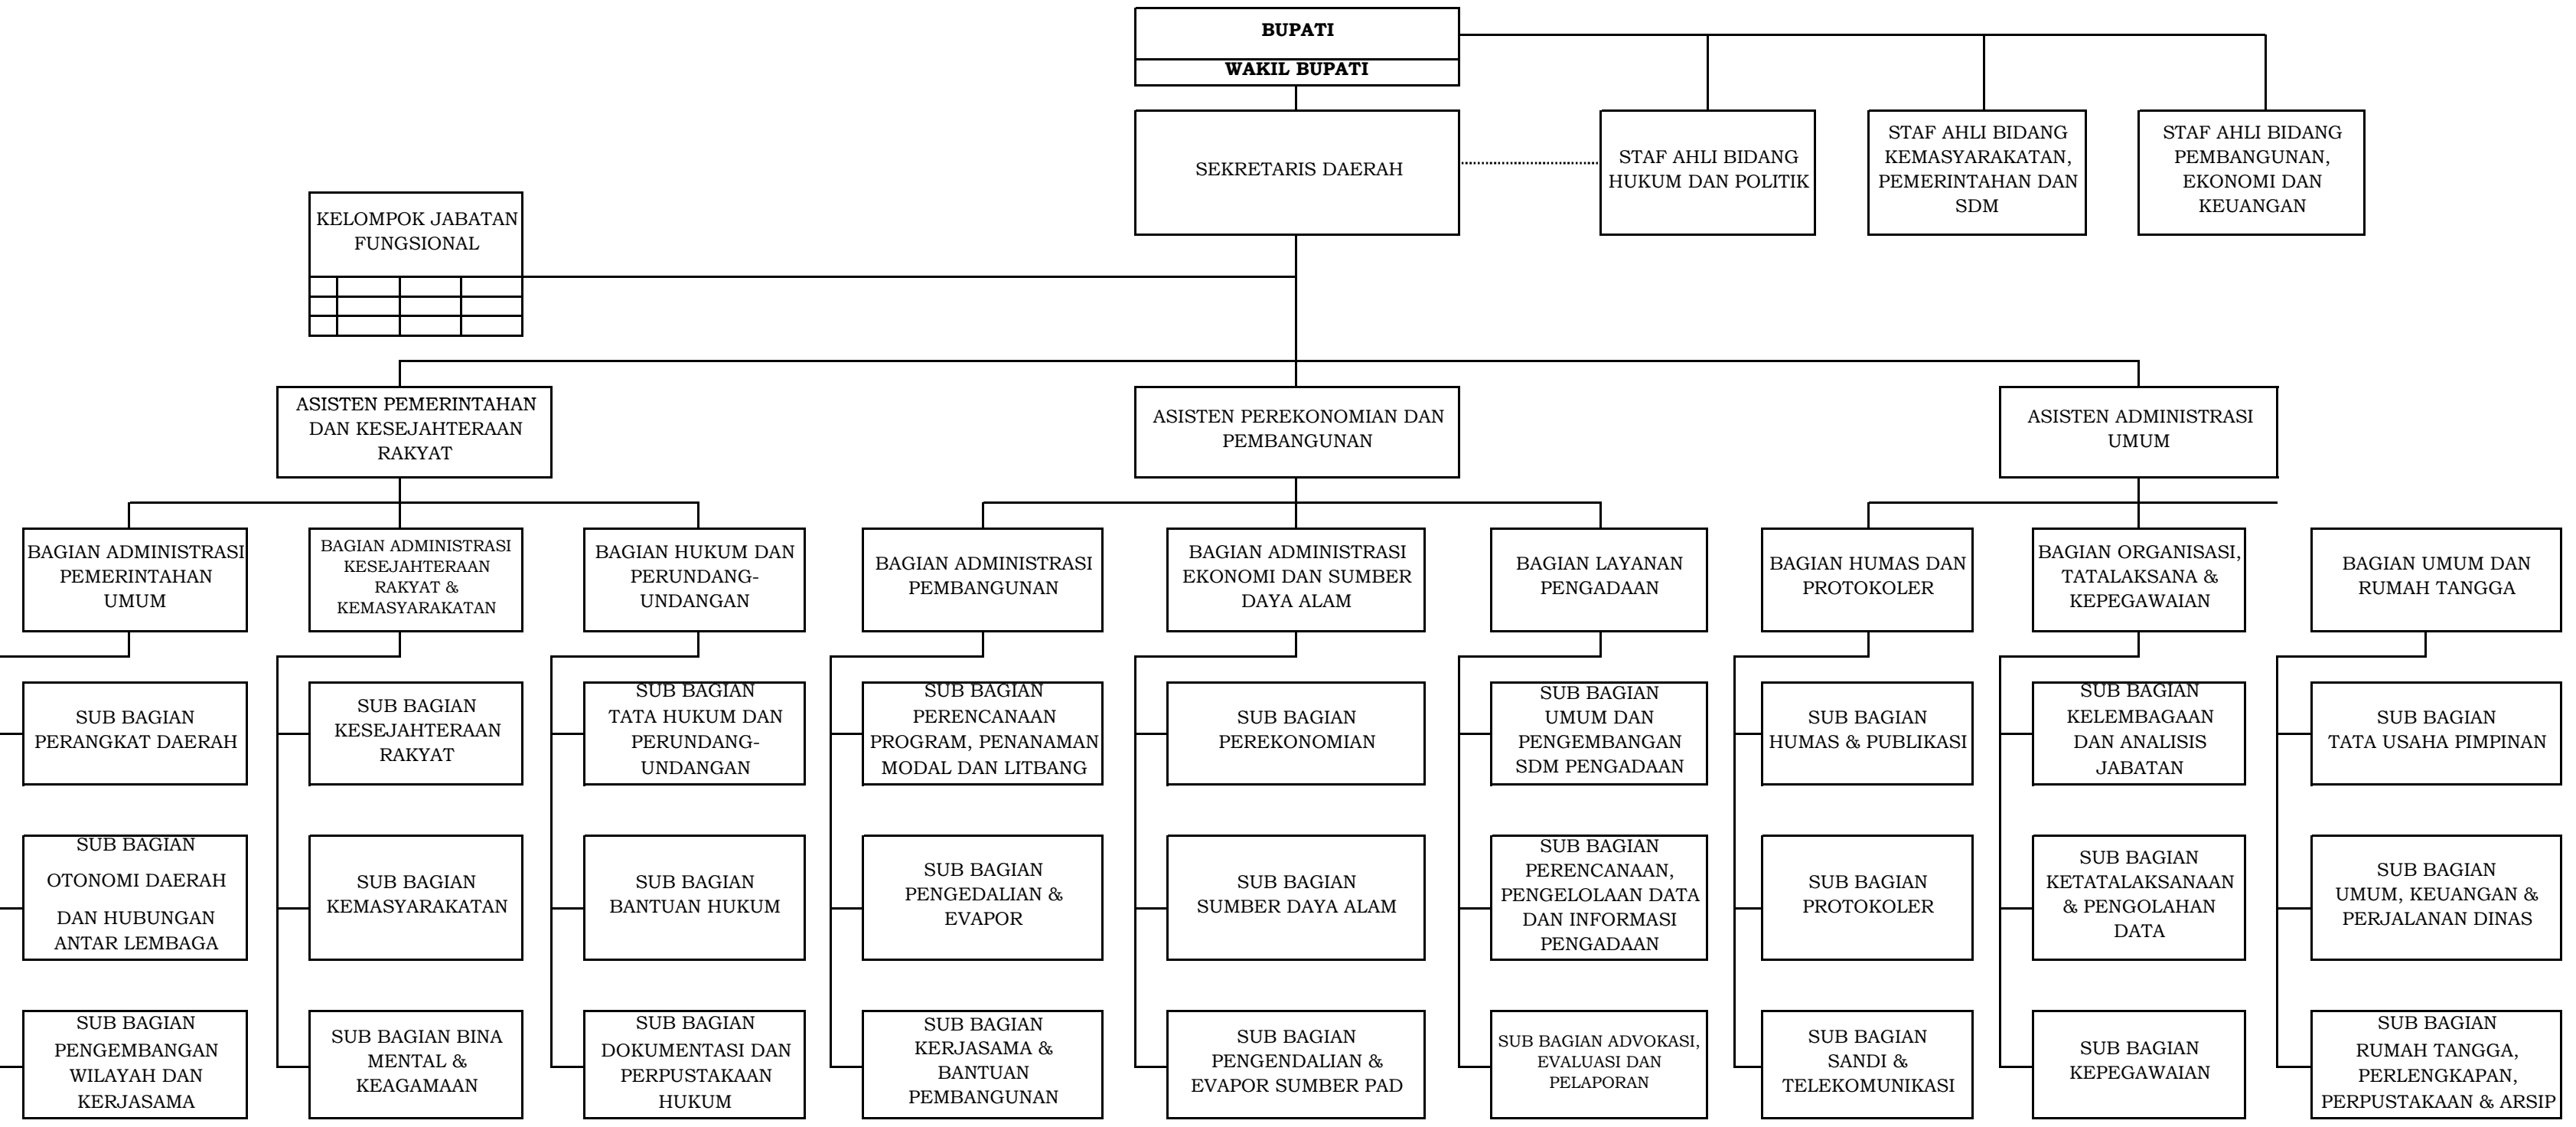 BUPATI
WAKIL BUPATI
SEKRETARIS DAERAH
STAF AHLI BIDANG
HUKUM DAN POLITIK
STAF AHLI BIDANG
KEMASYARAKATAN,
PEMERINTAHAN DAN
SDM
STAF AHLI BIDANG
PEMBANGUNAN,
EKONOMI DAN
KEUANGAN
KELOMPOK JABATAN
FUNGSIONAL
ASISTEN PEMERINTAHAN
DAN KESEJAHTERAAN
RAKYAT
ASISTEN PEREKONOMIAN DAN
PEMBANGUNAN
ASISTEN ADMINISTRASI
UMUM
BAGIAN ADMINISTRASI
PEMERINTAHAN
UMUM
BAGIAN ADMINISTRASI
KESEJAHTERAAN
RAKYAT &
KEMASYARAKATAN
BAGIAN HUKUM DAN
PERUNDANG-
UNDANGAN
BAGIAN ADMINISTRASI
PEMBANGUNAN
BAGIAN ADMINISTRASI
EKONOMI DAN SUMBER
DAYA ALAM
BAGIAN LAYANAN
PENGADAAN
BAGIAN HUMAS DAN
PROTOKOLER
BAGIAN ORGANISASI,
TATALAKSANA &
KEPEGAWAIAN
BAGIAN UMUM DAN
RUMAH TANGGA
SUB BAGIAN
PERANGKAT DAERAH
SUB BAGIAN
KESEJAHTERAAN
RAKYAT
SUB BAGIAN
TATA HUKUM DAN
PERUNDANG-
UNDANGAN
SUB BAGIAN
PERENCANAAN
PROGRAM, PENANAMAN
MODAL DAN LITBANG
SUB BAGIAN
PEREKONOMIAN
SUB BAGIAN
UMUM DAN
PENGEMBANGAN
SDM PENGADAAN
SUB BAGIAN
HUMAS & PUBLIKASI
SUB BAGIAN
KELEMBAGAAN
DAN ANALISIS
JABATAN
SUB BAGIAN
TATA USAHA PIMPINAN
SUB BAGIAN
OTONOMI DAERAH
DAN HUBUNGAN
ANTAR LEMBAGA
SUB BAGIAN
KEMASYARAKATAN
SUB BAGIAN
BANTUAN HUKUM
SUB BAGIAN
PENGEDALIAN &
EVAPOR
SUB BAGIAN
SUMBER DAYA ALAM
SUB BAGIAN
PERENCANAAN,
PENGELOLAAN DATA
DAN INFORMASI
PENGADAAN
SUB BAGIAN
PROTOKOLER
SUB BAGIAN
KETATALAKSANAAN
& PENGOLAHAN
DATA
SUB BAGIAN
UMUM, KEUANGAN &
PERJALANAN DINAS
SUB BAGIAN
PENGEMBANGAN
WILAYAH DAN
KERJASAMA
SUB BAGIAN BINA
MENTAL &
KEAGAMAAN
SUB BAGIAN
DOKUMENTASI DAN
PERPUSTAKAAN
HUKUM
SUB BAGIAN
KERJASAMA &
BANTUAN
PEMBANGUNAN
SUB BAGIAN
PENGENDALIAN &
EVAPOR SUMBER PAD
SUB BAGIAN ADVOKASI,
EVALUASI DAN
PELAPORAN
SUB BAGIAN
SANDI &
TELEKOMUNIKASI
SUB BAGIAN
KEPEGAWAIAN
SUB BAGIAN
RUMAH TANGGA,
PERLENGKAPAN,
PERPUSTAKAAN & ARSIP